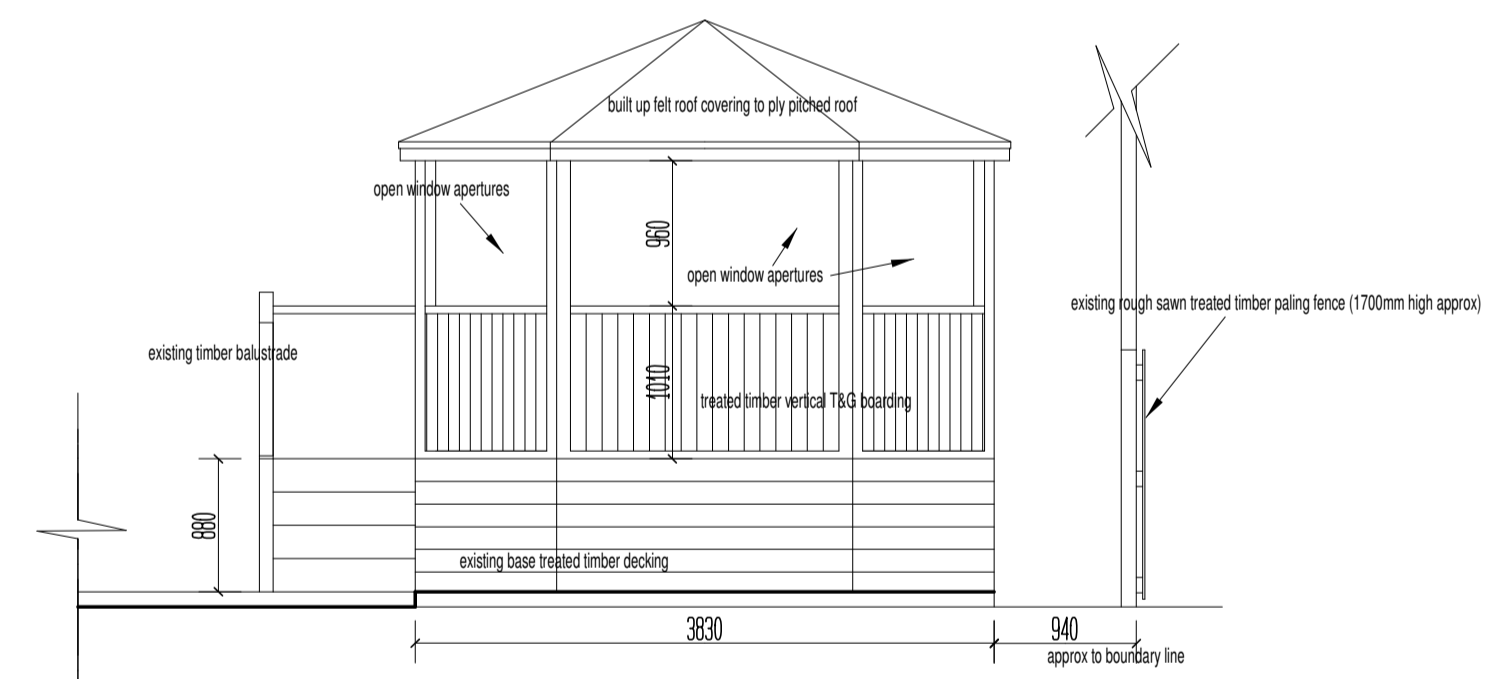 built up felt roof covering to ply pitched roof
open window apertures
960
open window apertures
existing rough sawn treated timber paling fence (1700mm high approx)
existing timber balustrade
1010
treated timber vertical T&G boarding
880
existing base treated timber decking
3830
940
approx to boundary line